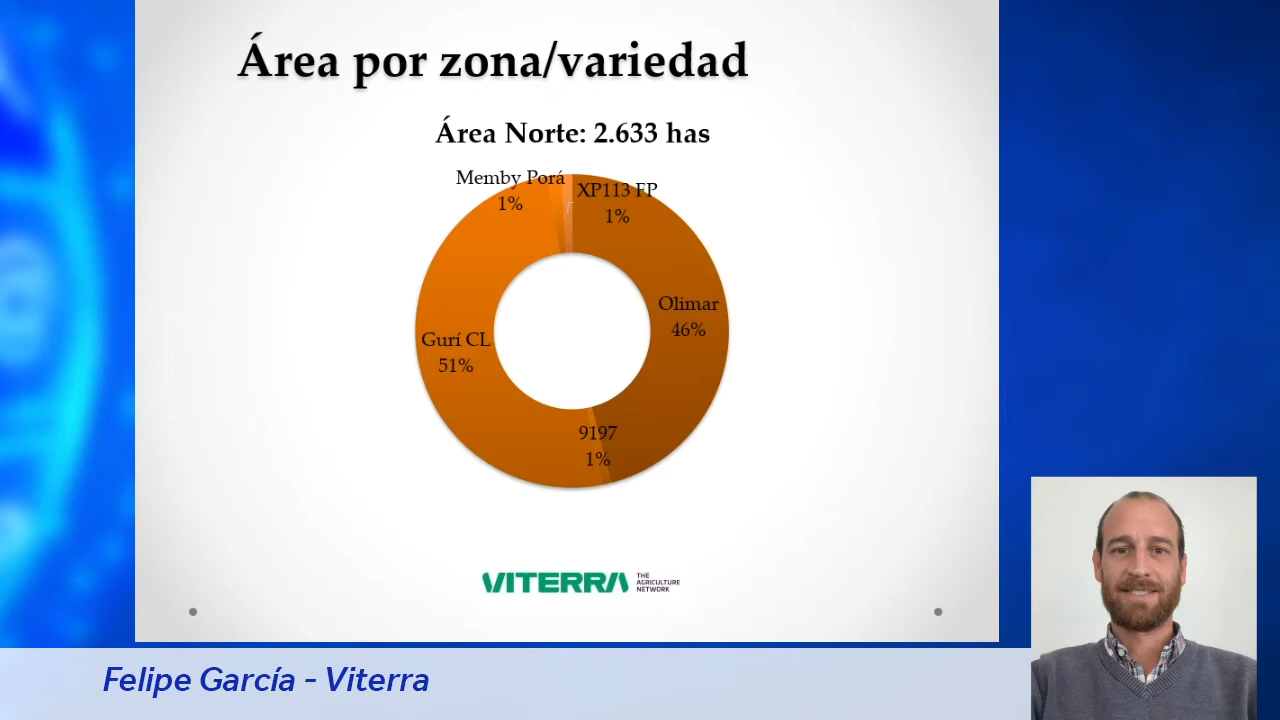 Área por zona/variedad
Área Norte: 2.633 has
Memby Porá
1%
XP113 FP
1%
Olimar
46%
Gurí CL
51%
9197
1%
VITERRA
THE
AGRICULTURE
NETWORK
Felipe García - Viterra